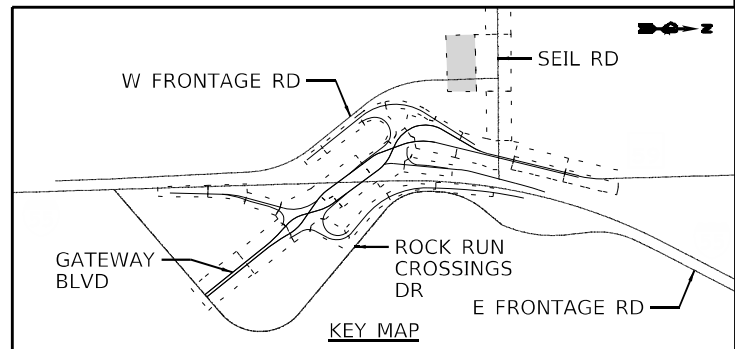 Z
SEIL RD
W FRONTAGE RD
GATEWAY
BLVD
ROCK RUN
CROSSINGS
DR
E FRONTAGE RD
KEY MAP